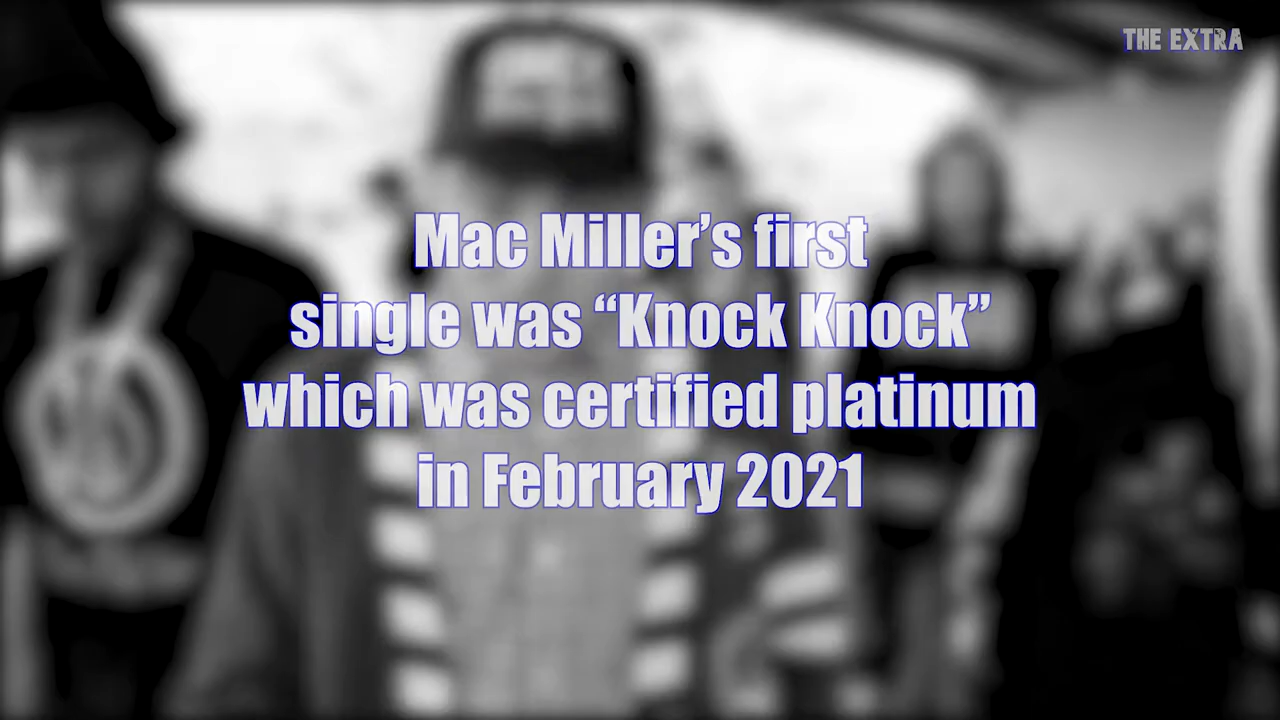 THE EXTRA
Mac Miller’s first
single was “Knock Knock”
which was certified platinum
in February 2021